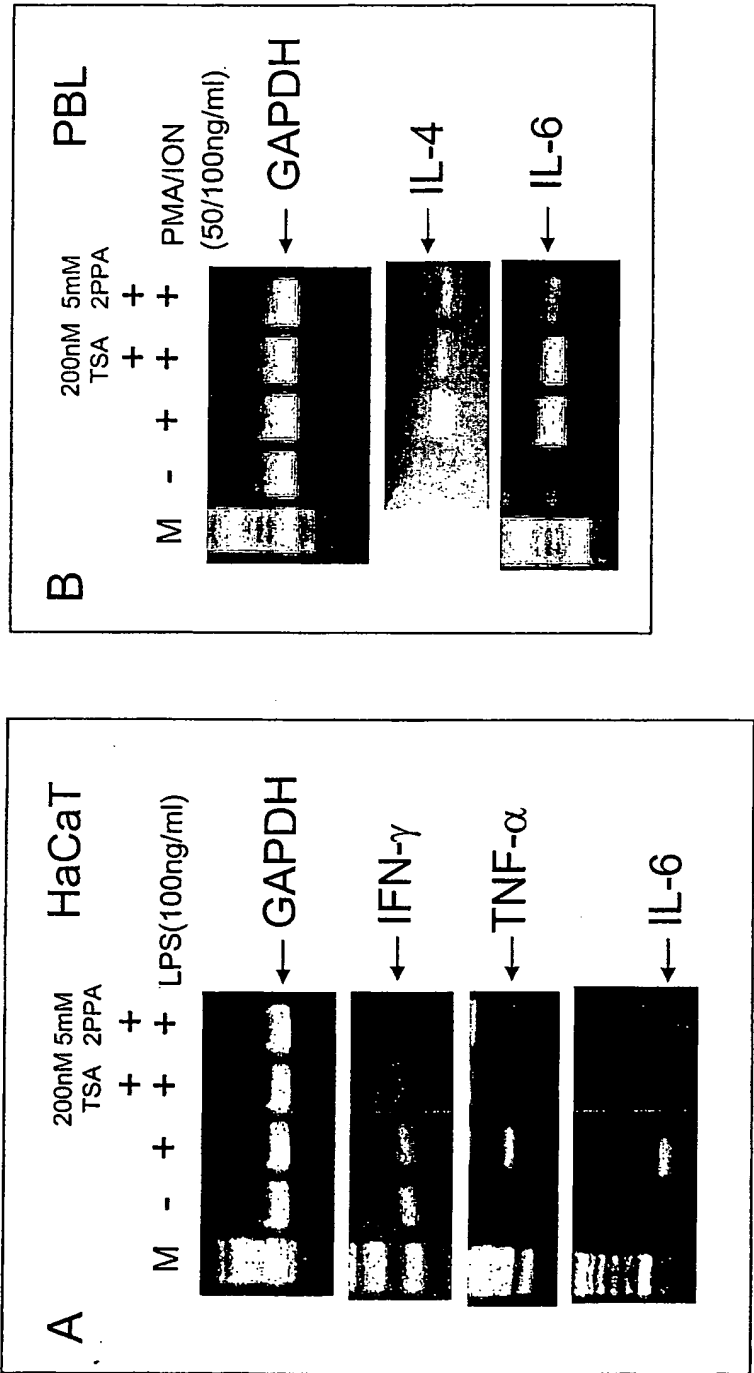 A HaCaT
200nM 5mM
TSA 2PPA
+ +
M - + + + LPS(100ng/ml)
← GAPDH
← IFN-γ
← TNF-α
← IL-6
B PBL
200nM 5mM
TSA 2PPA
+ +
M - + + + PMA/ION
(50/100ng/ml).
← GAPDH
← IL-4
← IL-6